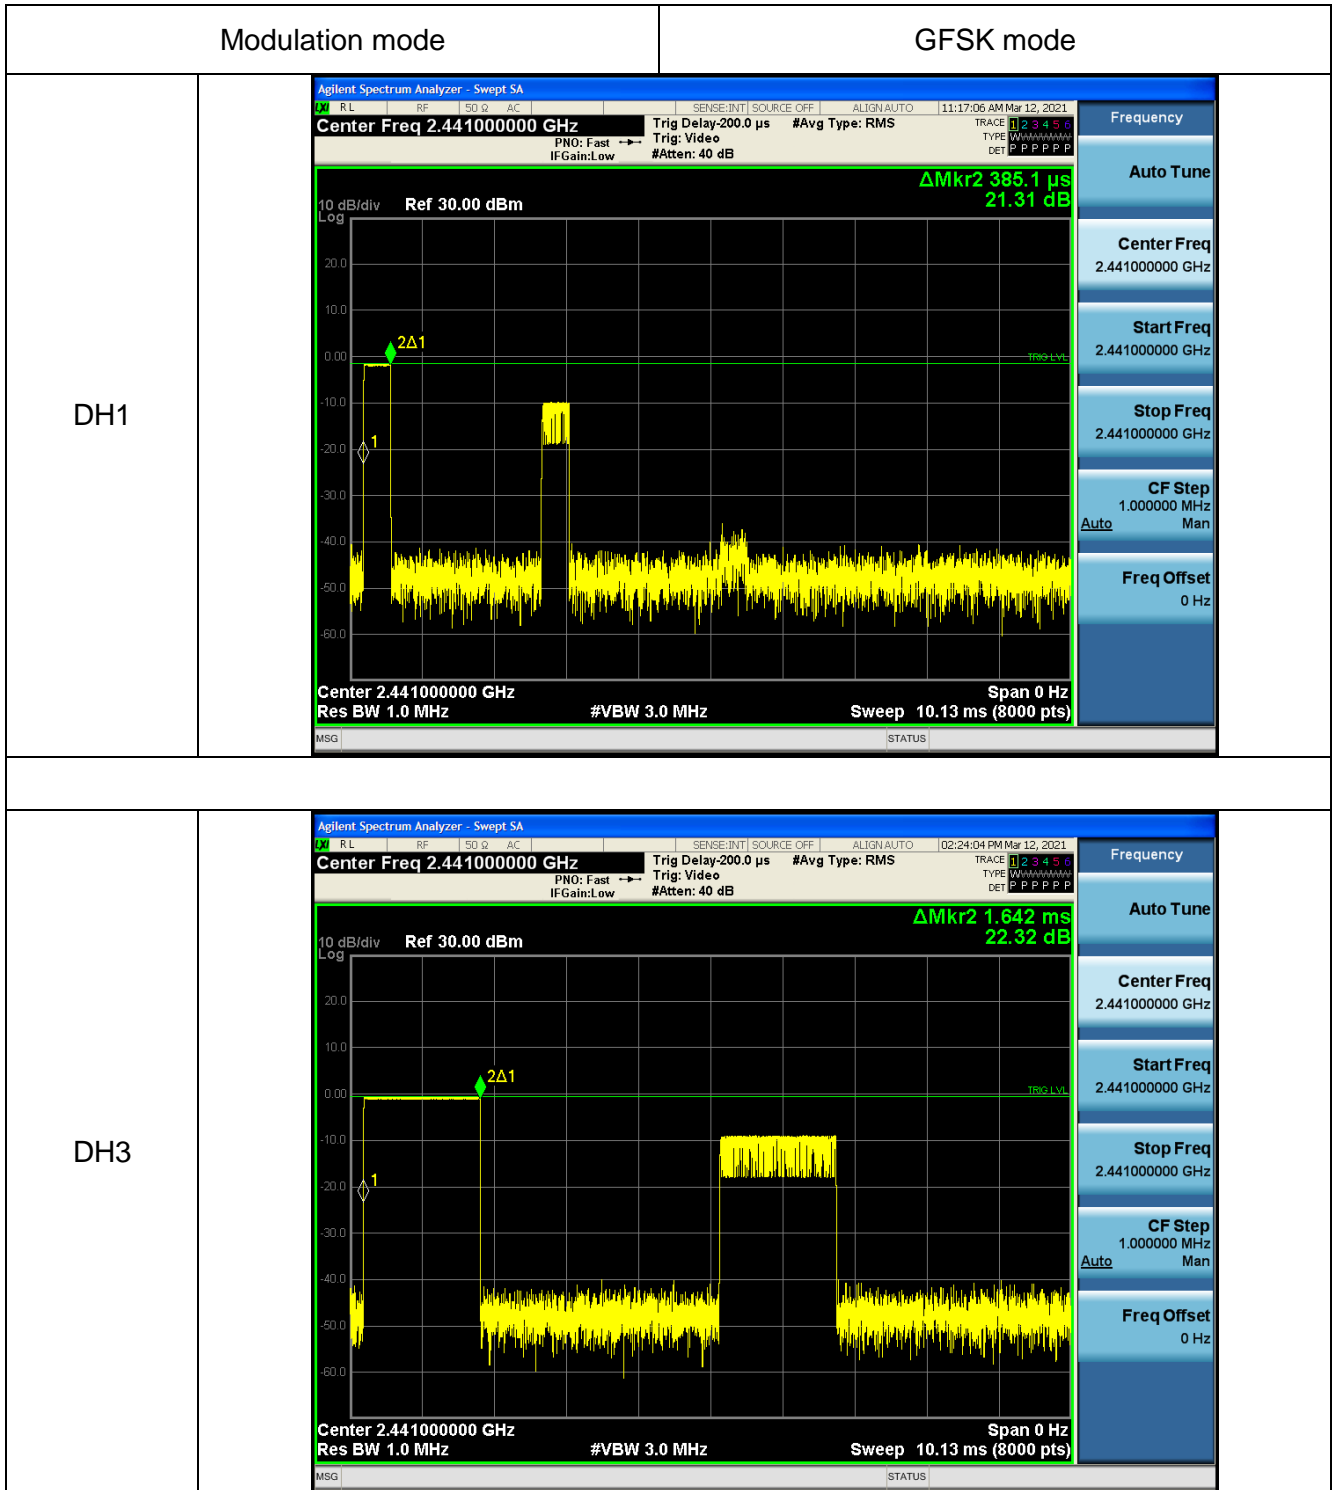 Modulation mode
GFSK mode
DH1
Agilent Spectrum Analyzer - Swept SA
LXI RL RF 50 Ω AC SENSE:INT SOURCE OFF ALIGN AUTO 11:17:06 AM Mar 12, 2021
Center Freq 2.441000000 GHz
PNO: Fast
IFGain:Low
Trig Delay-200.0 µs #Avg Type: RMS
Trig: Video
#Atten: 40 dB
TRACE 1 2 3 4 5 6
TYPE
DET P P P P P P
ΔMkr2 385.1 µs
21.31 dB
10 dB/div Ref 30.00 dBm
Log
20.0
10.0
0.00
-10.0
-20.0
-30.0
-40.0
-50.0
-60.0
2Δ1
1
TRIG LVL
Center 2.441000000 GHz Span 0 Hz
Res BW 1.0 MHz #VBW 3.0 MHz Sweep 10.13 ms (8000 pts)
MSG STATUS
Frequency
Auto Tune
Center Freq
2.441000000 GHz
Start Freq
2.441000000 GHz
Stop Freq
2.441000000 GHz
CF Step
1.000000 MHz
Auto Man
Freq Offset
0 Hz
DH3
Agilent Spectrum Analyzer - Swept SA
LXI RL RF 50 Ω AC SENSE:INT SOURCE OFF ALIGN AUTO 02:24:04 PM Mar 12, 2021
Center Freq 2.441000000 GHz
PNO: Fast
IFGain:Low
Trig Delay-200.0 µs #Avg Type: RMS
Trig: Video
#Atten: 40 dB
TRACE 1 2 3 4 5 6
TYPE
DET P P P P P P
ΔMkr2 1.642 ms
22.32 dB
10 dB/div Ref 30.00 dBm
Log
20.0
10.0
0.00
-10.0
-20.0
-30.0
-40.0
-50.0
-60.0
2Δ1
1
TRIG LVL
Center 2.441000000 GHz Span 0 Hz
Res BW 1.0 MHz #VBW 3.0 MHz Sweep 10.13 ms (8000 pts)
MSG STATUS
Frequency
Auto Tune
Center Freq
2.441000000 GHz
Start Freq
2.441000000 GHz
Stop Freq
2.441000000 GHz
CF Step
1.000000 MHz
Auto Man
Freq Offset
0 Hz